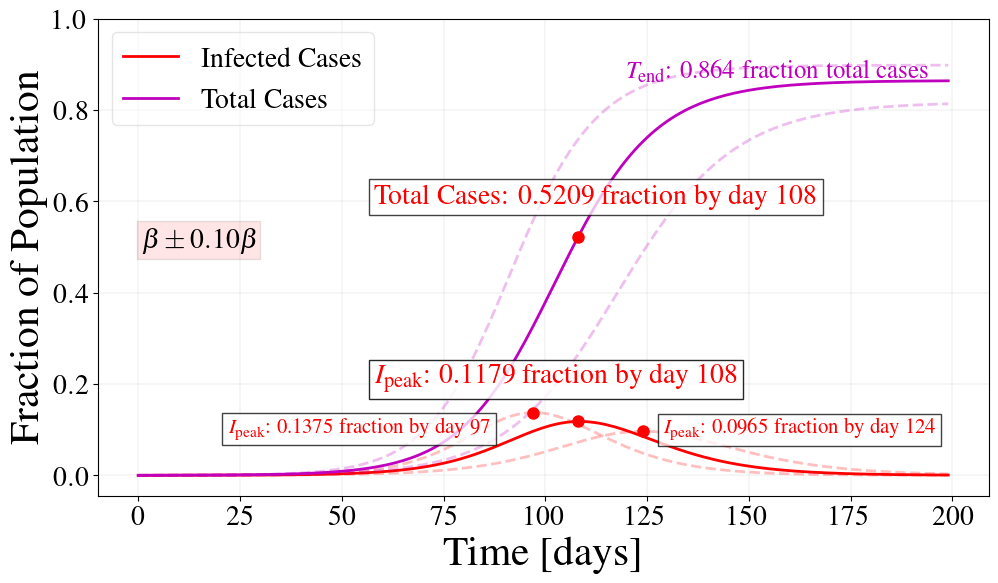 Fraction of Population
1.0
0.8
0.6
0.4
0.2
0.0
Infected Cases
Total Cases
T_end: 0.864 fraction total cases
Total Cases: 0.5209 fraction by day 108
β ± 0.10β
I_peak: 0.1179 fraction by day 108
I_peak: 0.1375 fraction by day 97
I_peak: 0.0965 fraction by day 124
0 25 50 75 100 125 150 175 200
Time [days]